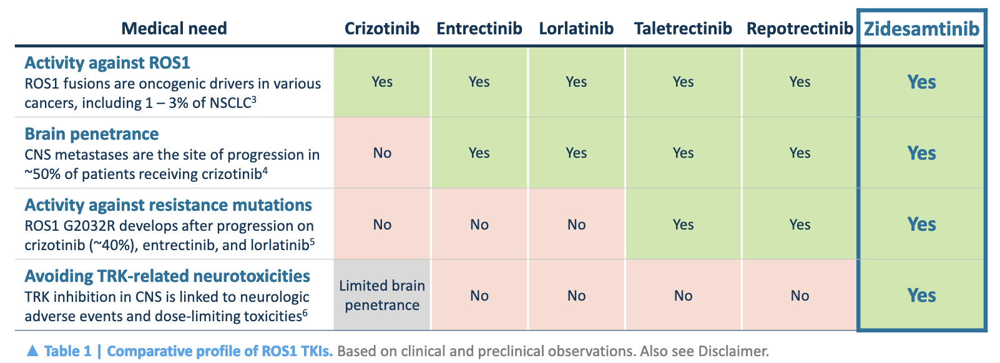 Medical need Crizotinib Entrectinib Lorlatinib Taletrectinib Repotrectinib Zidesamtinib
Activity against ROS1
ROS1 fusions are oncogenic drivers in various
cancers, including 1 – 3% of NSCLC³
Yes Yes Yes Yes Yes Yes
Brain penetrance
CNS metastases are the site of progression in
~50% of patients receiving crizotinib⁴
No Yes Yes Yes Yes Yes
Activity against resistance mutations
ROS1 G2032R develops after progression on
crizotinib (~40%), entrectinib, and lorlatinib⁵
No No No Yes Yes Yes
Avoiding TRK-related neurotoxicities
TRK inhibition in CNS is linked to neurologic
adverse events and dose-limiting toxicities⁶
Limited brain
penetrance
No No No No Yes
▲ Table 1 | Comparative profile of ROS1 TKIs. Based on clinical and preclinical observations. Also see Disclaimer.